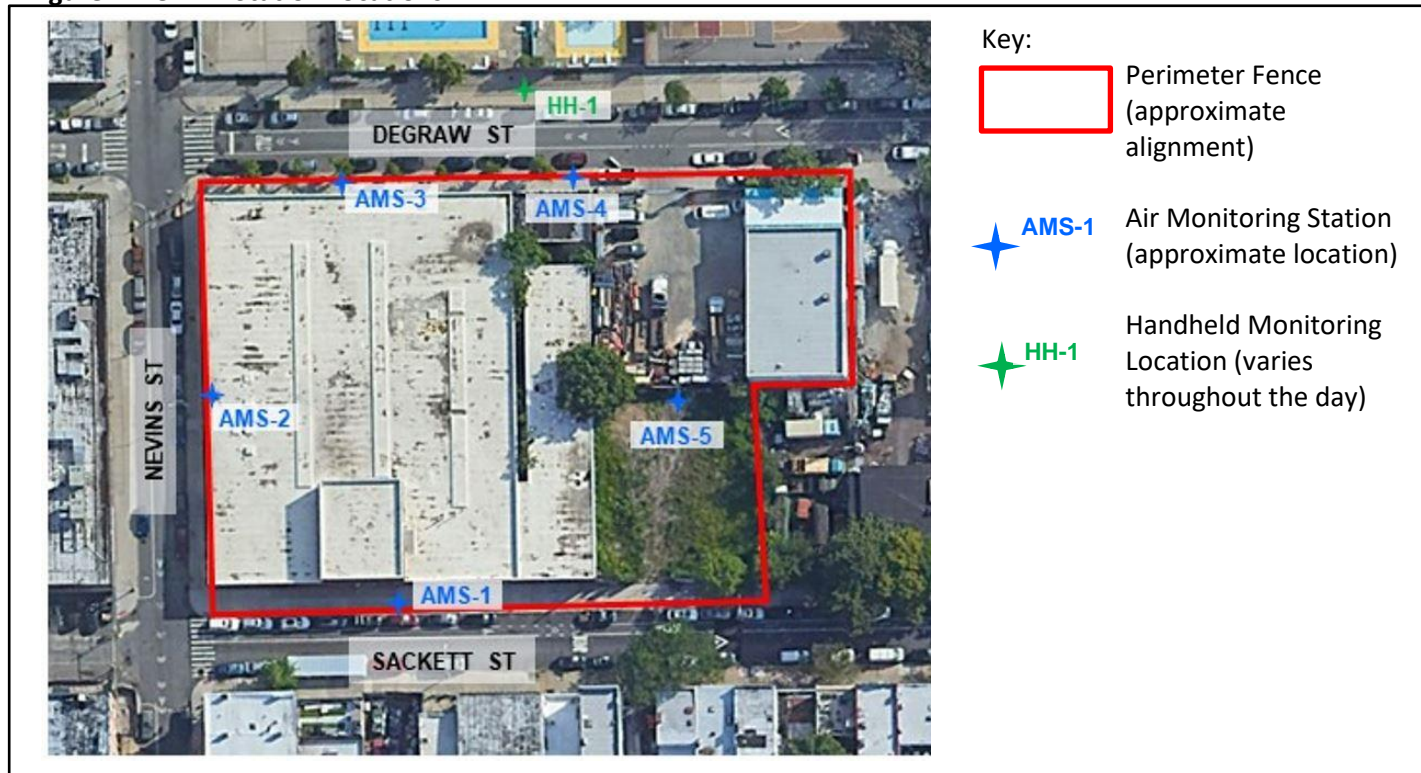 HH-1
DEGRAW ST
AMS-3
AMS-4
AMS-2
AMS-5
NEVINS ST
AMS-1
SACKETT ST
Key:
Perimeter Fence
(approximate
alignment)
AMS-1
Air Monitoring Station
(approximate location)
HH-1
Handheld Monitoring
Location (varies
throughout the day)